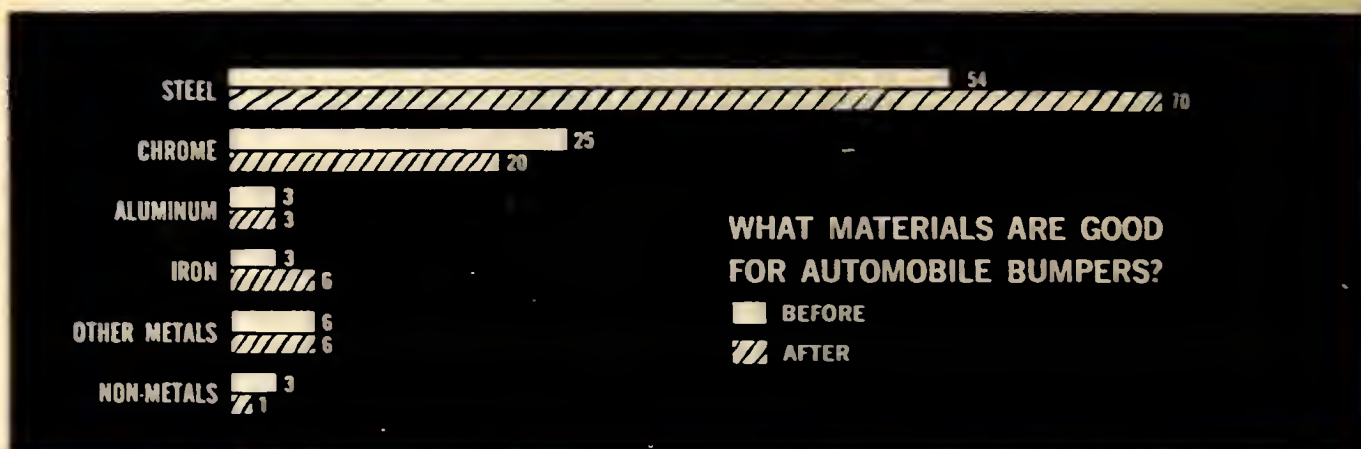 STEEL
54
70
CHROME
25
20
ALUMINUM
3
3
IRON
3
6
OTHER METALS
6
6
NON-METALS
3
1
WHAT MATERIALS ARE GOOD
FOR AUTOMOBILE BUMPERS?
BEFORE
AFTER